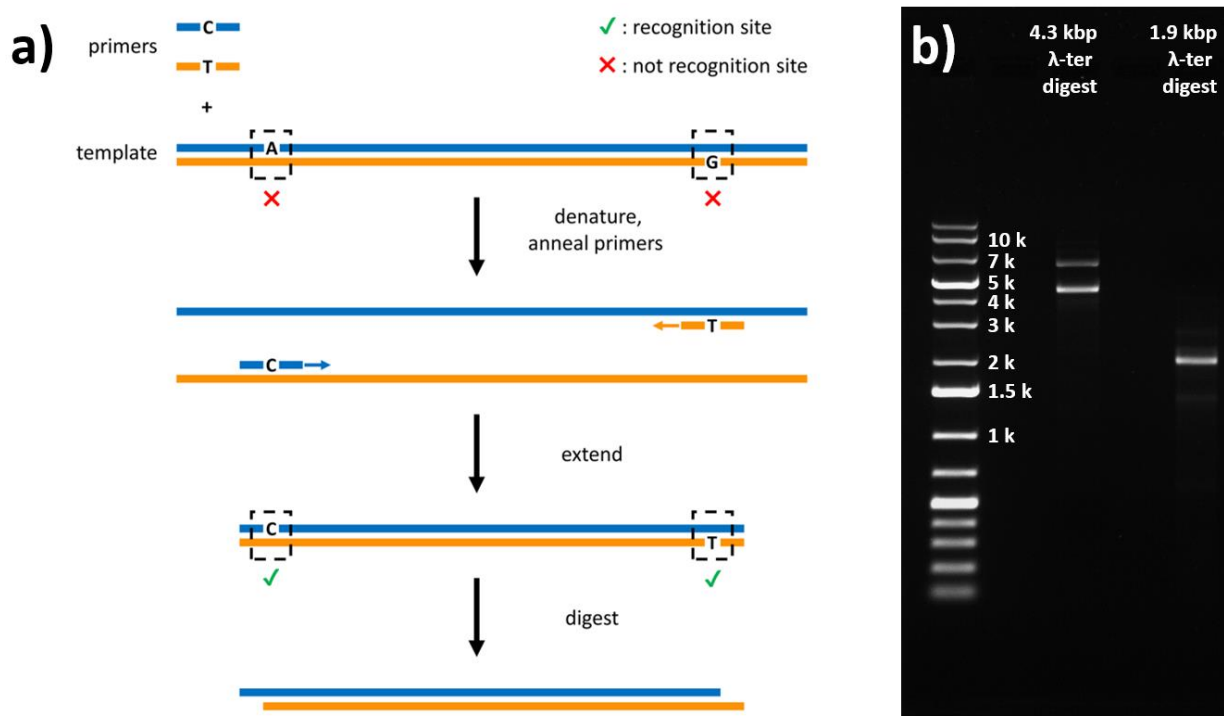 a)
primers
C
T
+
✓ : recognition site
✕ : not recognition site
template
A
G
✕
✕
denature,
anneal primers
T
C
extend
C
T
✓
✓
digest
b)
4.3 kbp
λ-ter
digest
1.9 kbp
λ-ter
digest
10 k
7 k
5 k
4 k
3 k
2 k
1.5 k
1 k